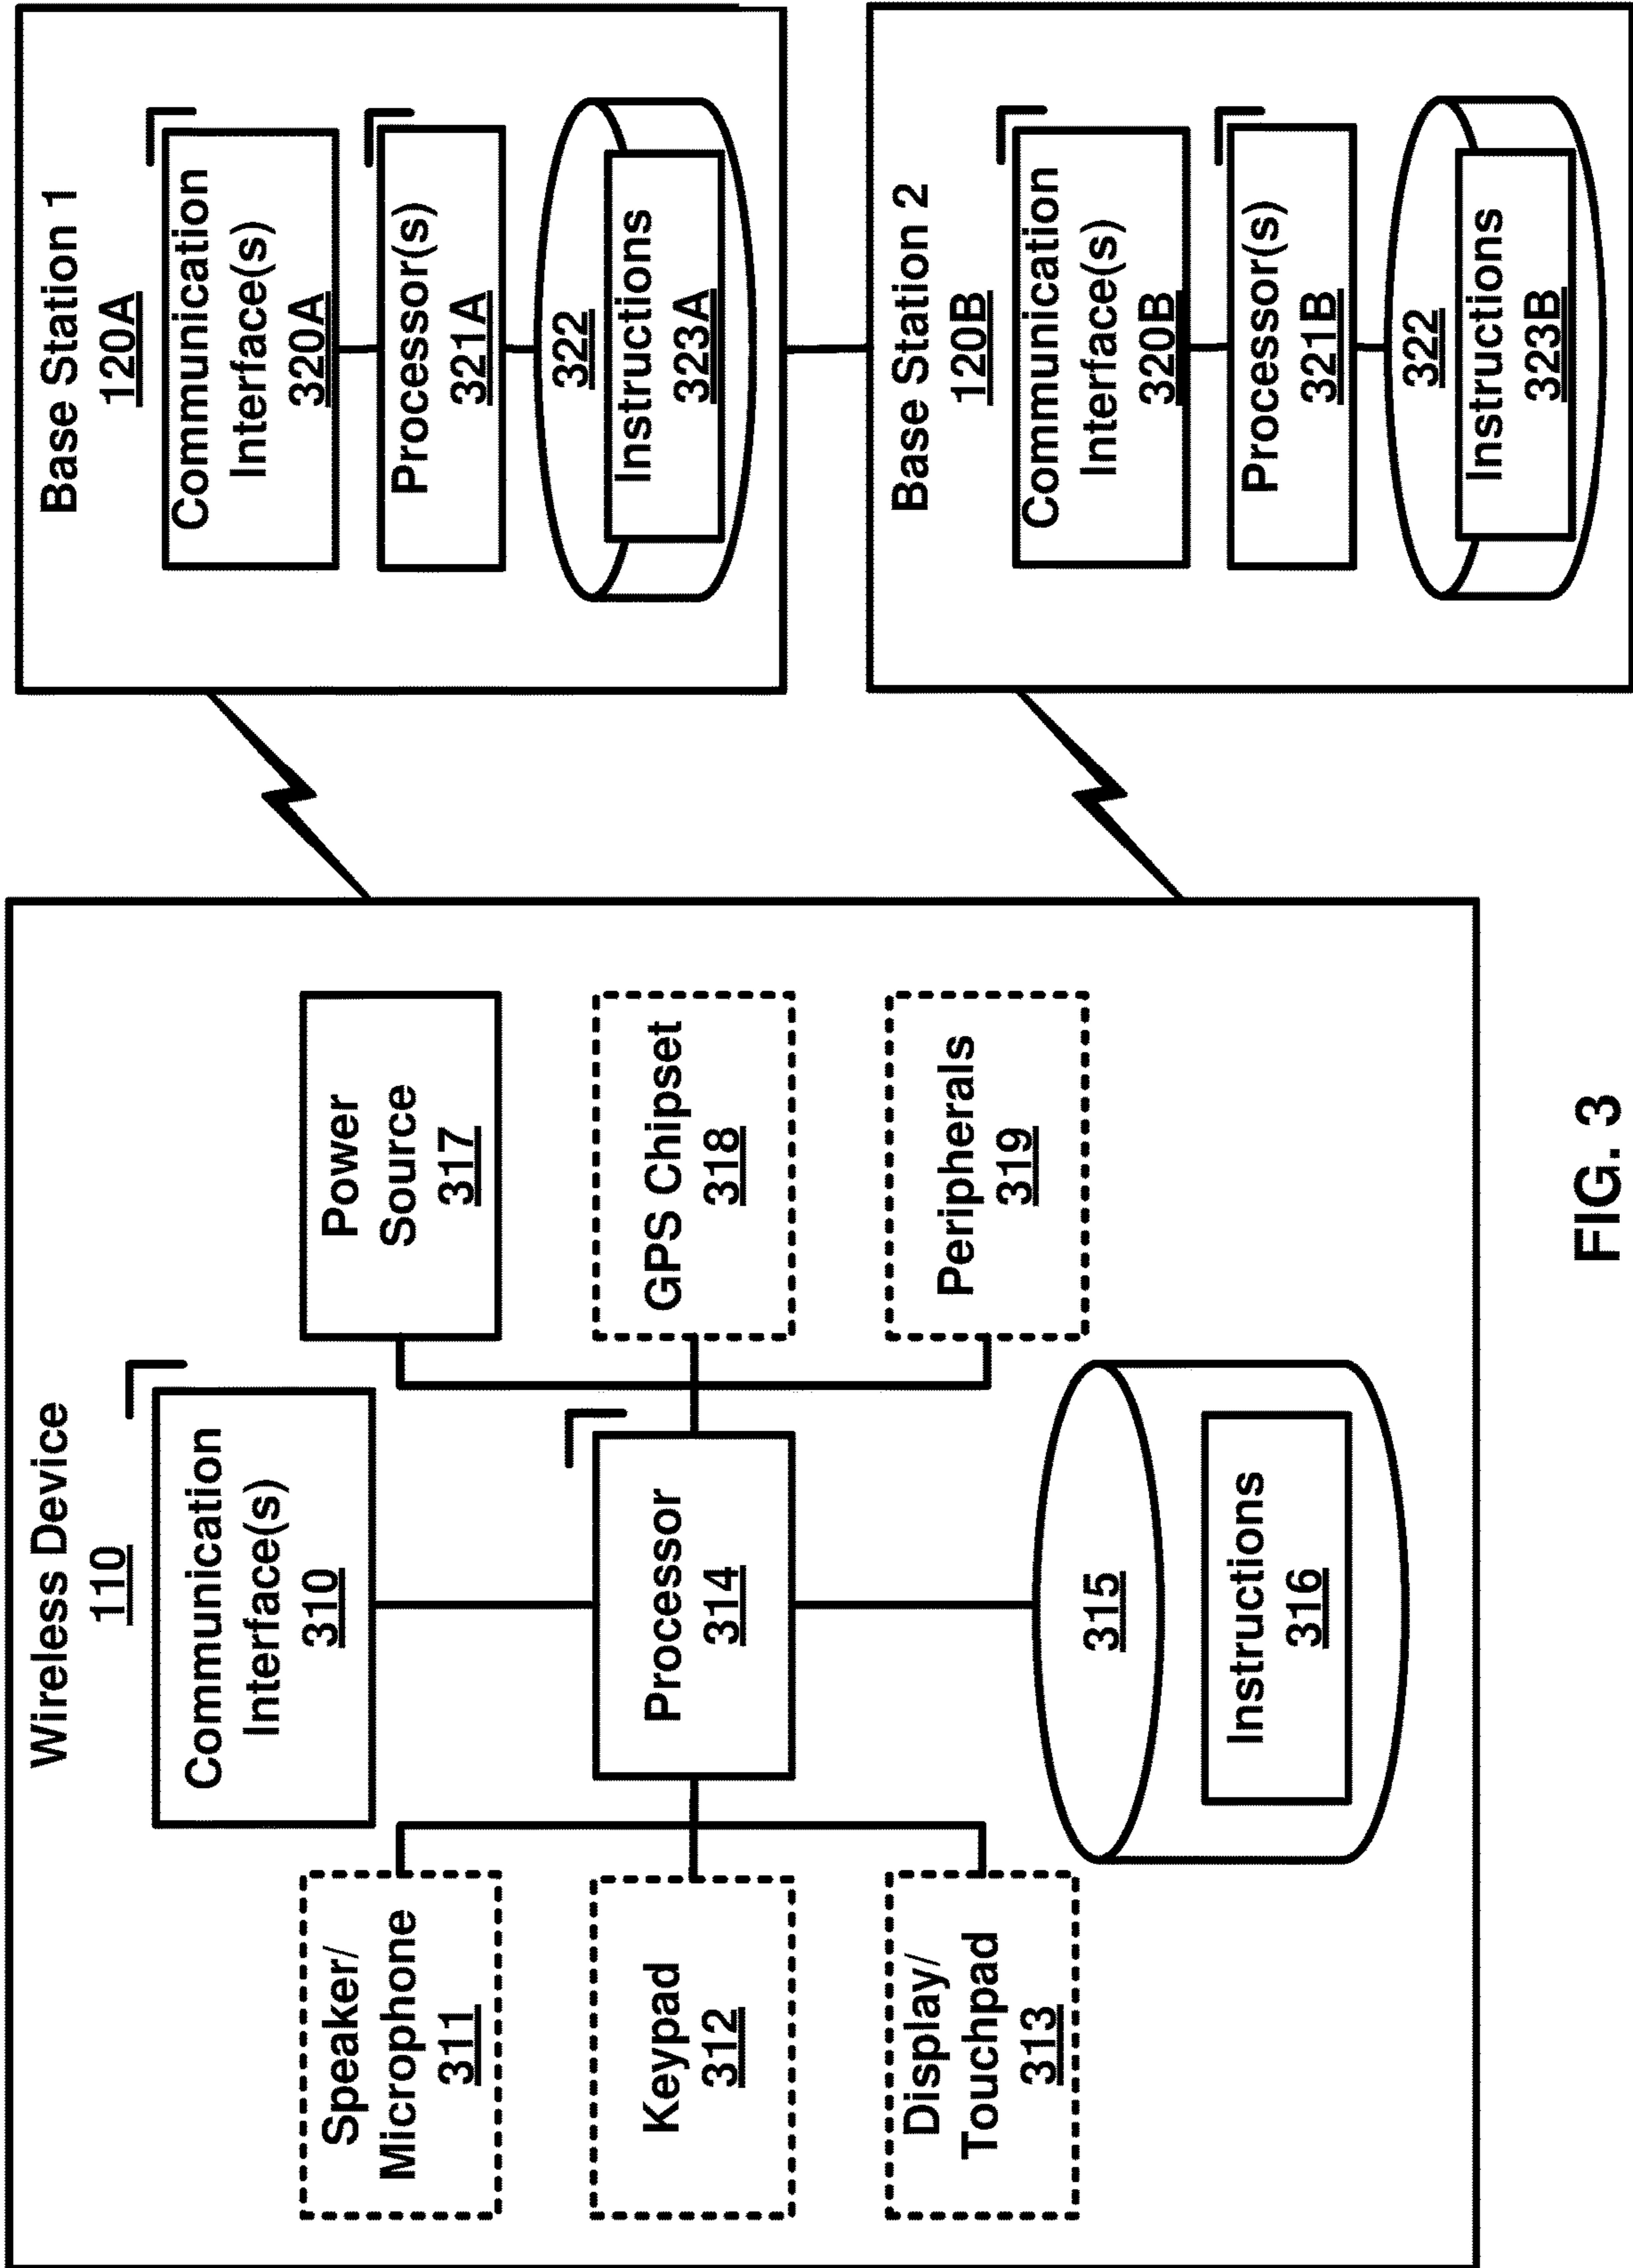 Wireless Device
110
Communication
Interface(s)
310
Speaker/
Microphone
311
Keypad
312
Display/
Touchpad
313
Processor
314
Power
Source
317
GPS Chipset
318
Peripherals
319
315
Instructions
316
Base Station 1
120A
Communication
Interface(s)
320A
Processor(s)
321A
322
Instructions
323A
Base Station 2
120B
Communication
Interface(s)
320B
Processor(s)
321B
322
Instructions
323B
FIG. 3